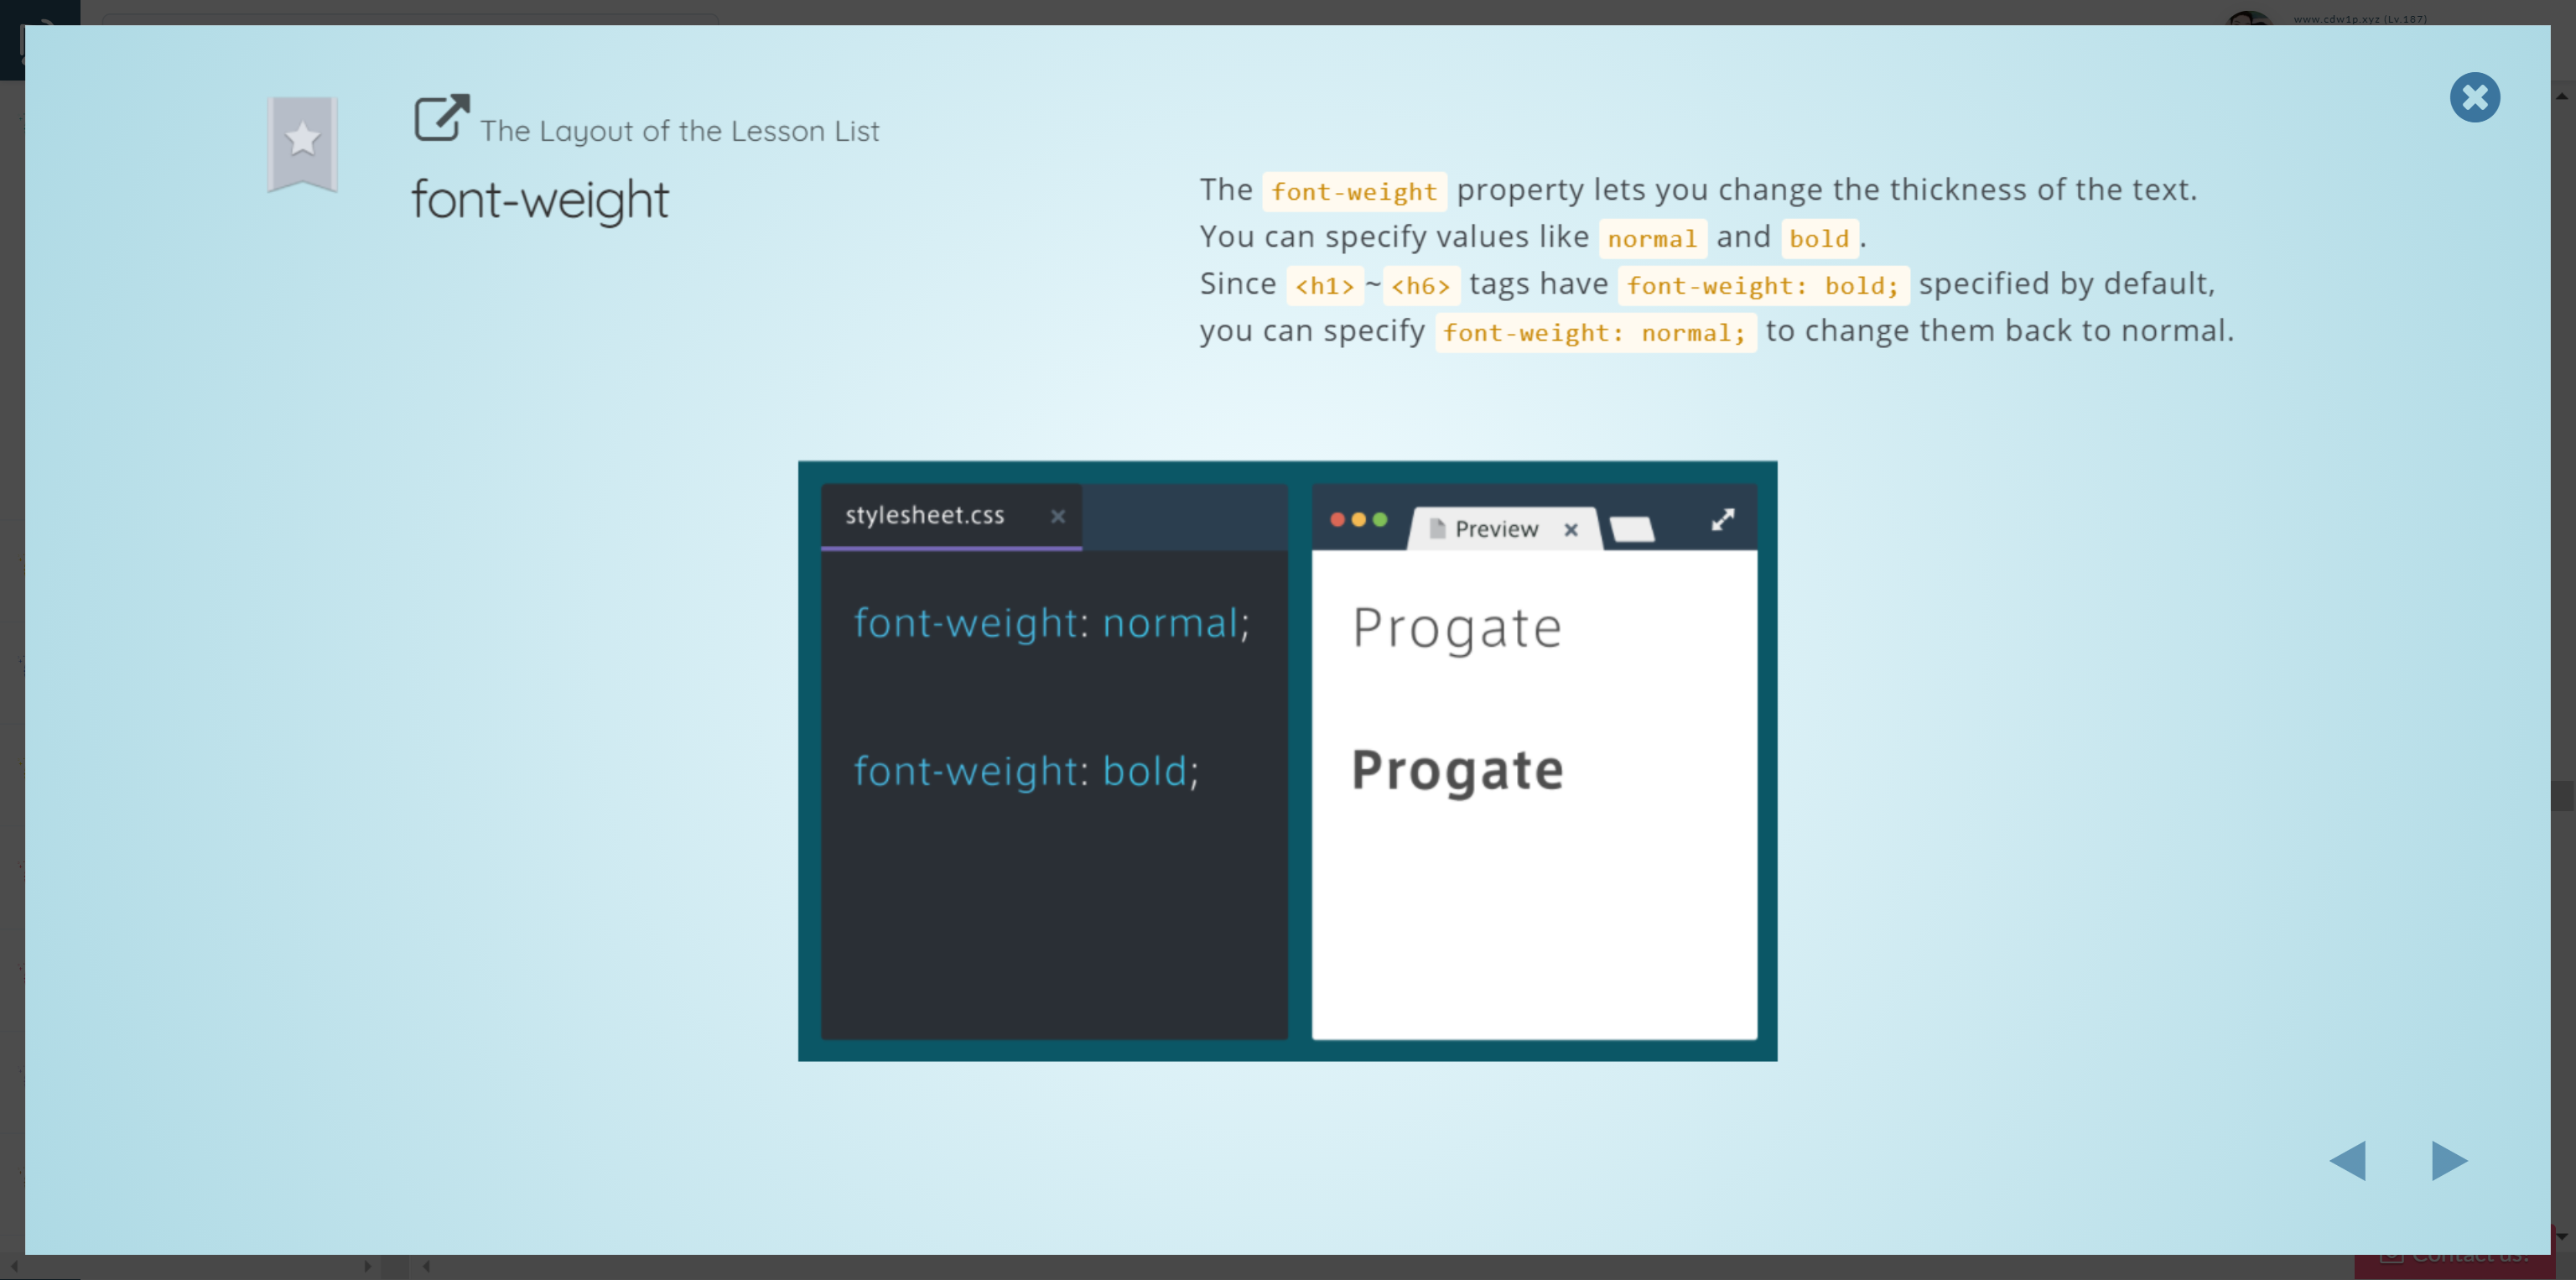 www.cdw1p.xyz (Lv.187)
The Layout of the Lesson List
font-weight
The font-weight property lets you change the thickness of the text.
You can specify values like normal and bold.
Since <h1>~<h6> tags have font-weight: bold; specified by default,
you can specify font-weight: normal; to change them back to normal.
stylesheet.css
font-weight: normal;
font-weight: bold;
Preview
Progate
Progate
Contact us!